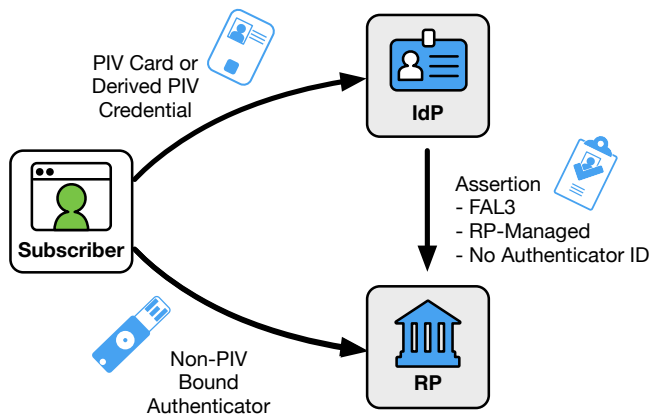 PIV Card or
Derived PIV
Credential
IdP
Subscriber
Assertion
- FAL3
- RP-Managed
- No Authenticator ID
Non-PIV
Bound
Authenticator
RP